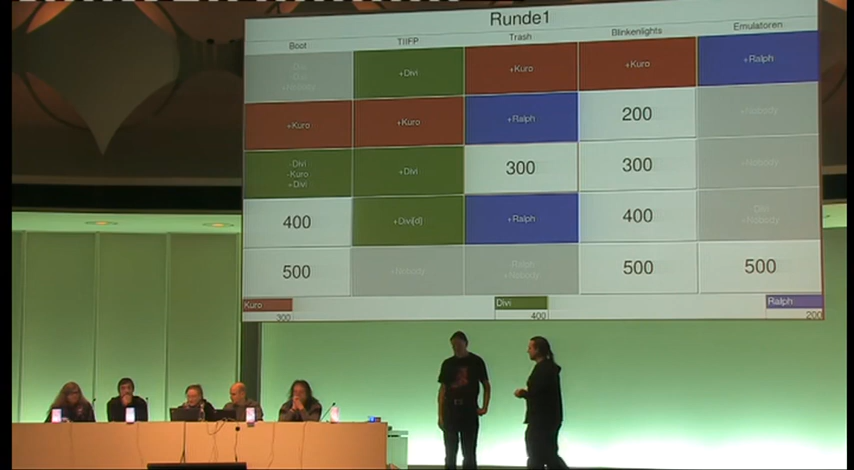 Runde1
Boot TIIFP Trash Blinkenlights Emulatoren
-Divi
+Nobody +Divi +Kuro +Kuro +Ralph
+Kuro +Kuro +Ralph 200 +Nobody
-Divi
-Kuro
+Divi +Divi 300 300 +Nobody
400 +Divi[d] +Ralph 400 -Divi
+Nobody
500 +Nobody -Ralph
+Nobody 500 500
Kuro Divi Ralph
300 400 200